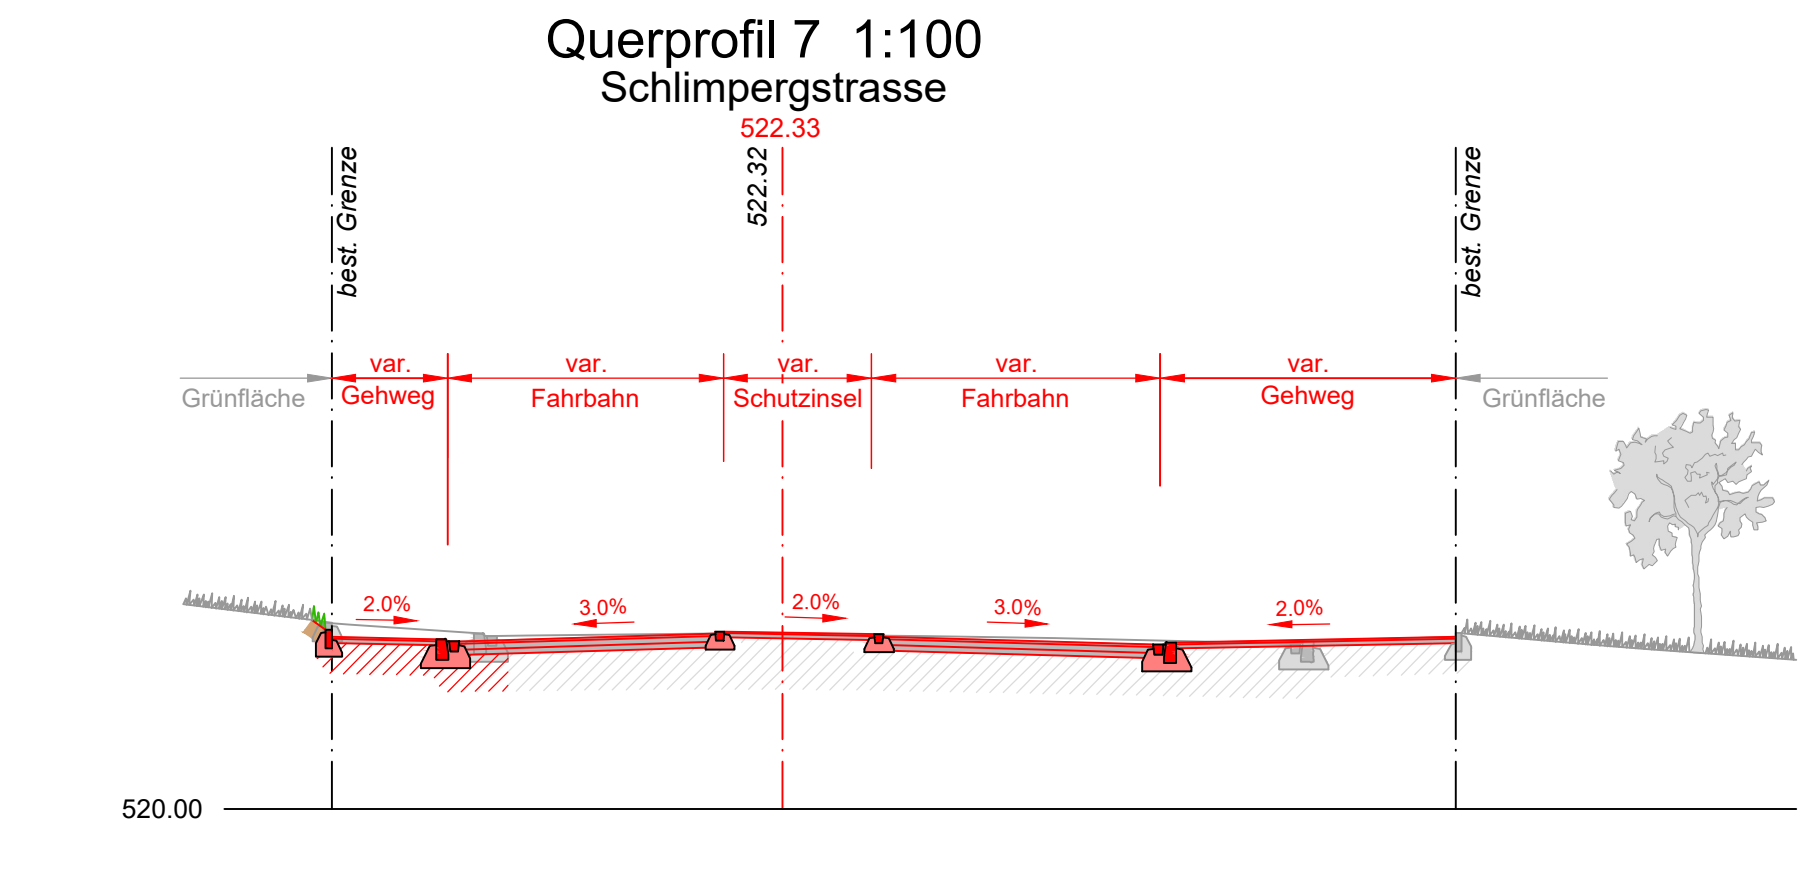 Querprofil 7 1:100
Schlimpergstrasse
522.33
522.32
best. Grenze
best. Grenze
var. var. var. var. var.
Grünfläche Gehweg Fahrbahn Schutzinsel Fahrbahn Gehweg Grünfläche
2.0% 3.0% 2.0% 3.0% 2.0%
520.00